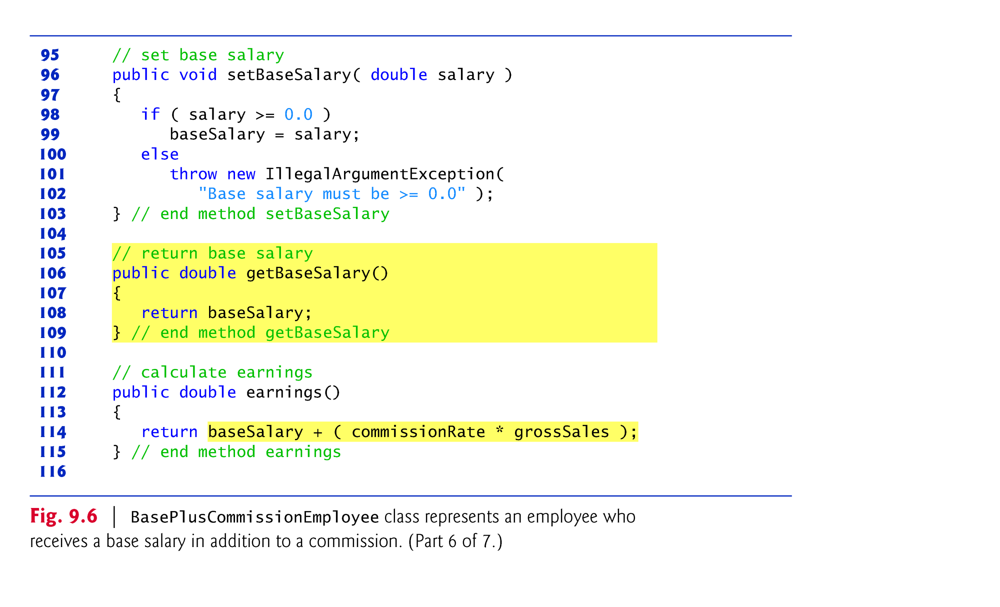 95 // set base salary
96 public void setBaseSalary( double salary )
97 {
98 if ( salary >= 0.0 )
99 baseSalary = salary;
100 else
101 throw new IllegalArgumentException(
102 "Base salary must be >= 0.0" );
103 } // end method setBaseSalary
104
105 // return base salary
106 public double getBaseSalary()
107 {
108 return baseSalary;
109 } // end method getBaseSalary
110
111 // calculate earnings
112 public double earnings()
113 {
114 return baseSalary + ( commissionRate * grossSales );
115 } // end method earnings
116
Fig. 9.6 | BasePlusCommissionEmployee class represents an employee who
receives a base salary in addition to a commission. (Part 6 of 7.)